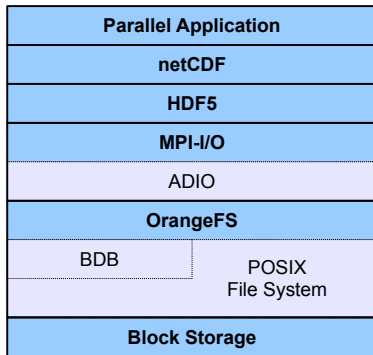 Parallel Application
netCDF
HDF5
MPI-I/O
ADIO
OrangeFS
BDB
POSIX
File System
Block Storage